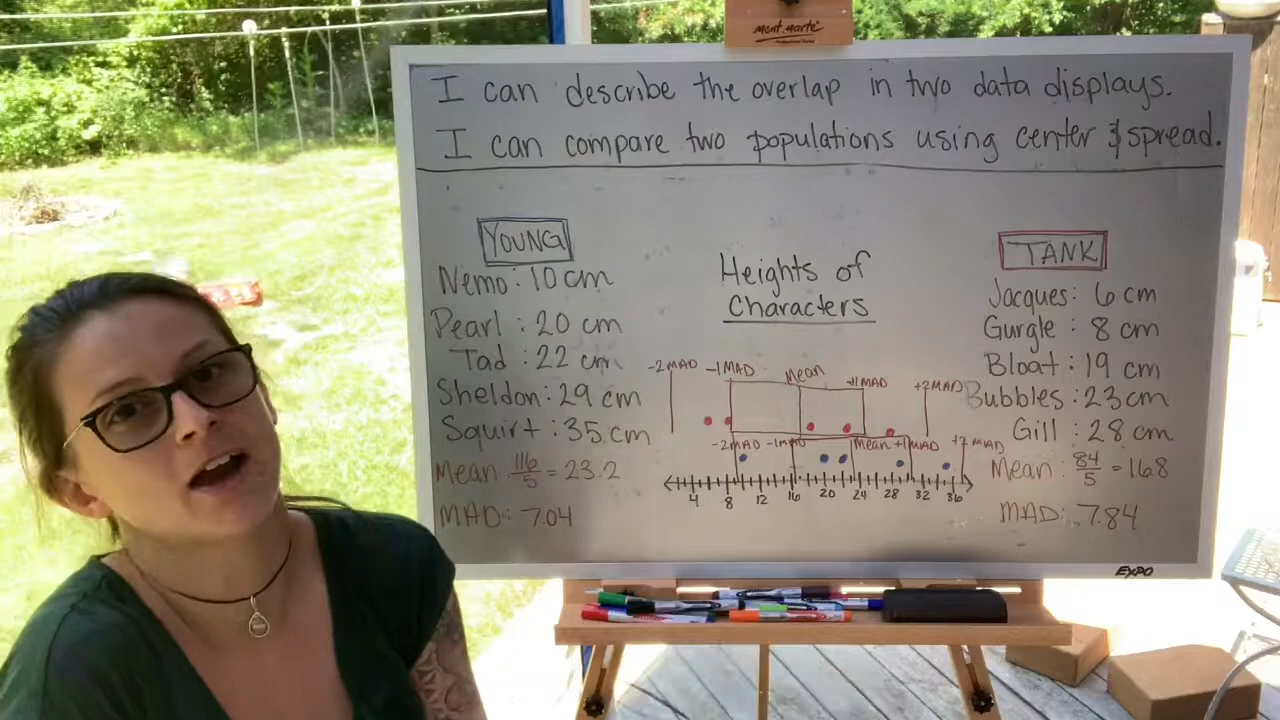 mont marte
I can describe the overlap in two data displays.
I can compare two populations using center & spread.
YOUNG
Nemo: 10 cm
Pearl: 20 cm
Tad: 22 cm
Sheldon: 29 cm
Squirt: 35 cm
Mean 116/5 = 23.2
MAD: 7.04
Heights of
Characters
-2MAD -1MAD Mean +1MAD +2MAD
-2MAD -1MAD Mean +1MAD +2MAD
4 8 12 16 20 24 28 32 36
TANK
Jacques: 6 cm
Gurgle: 8 cm
Bloat: 19 cm
Bubbles: 23 cm
Gill: 28 cm
Mean: 84/5 = 168
MAD: 7.84
EXPO